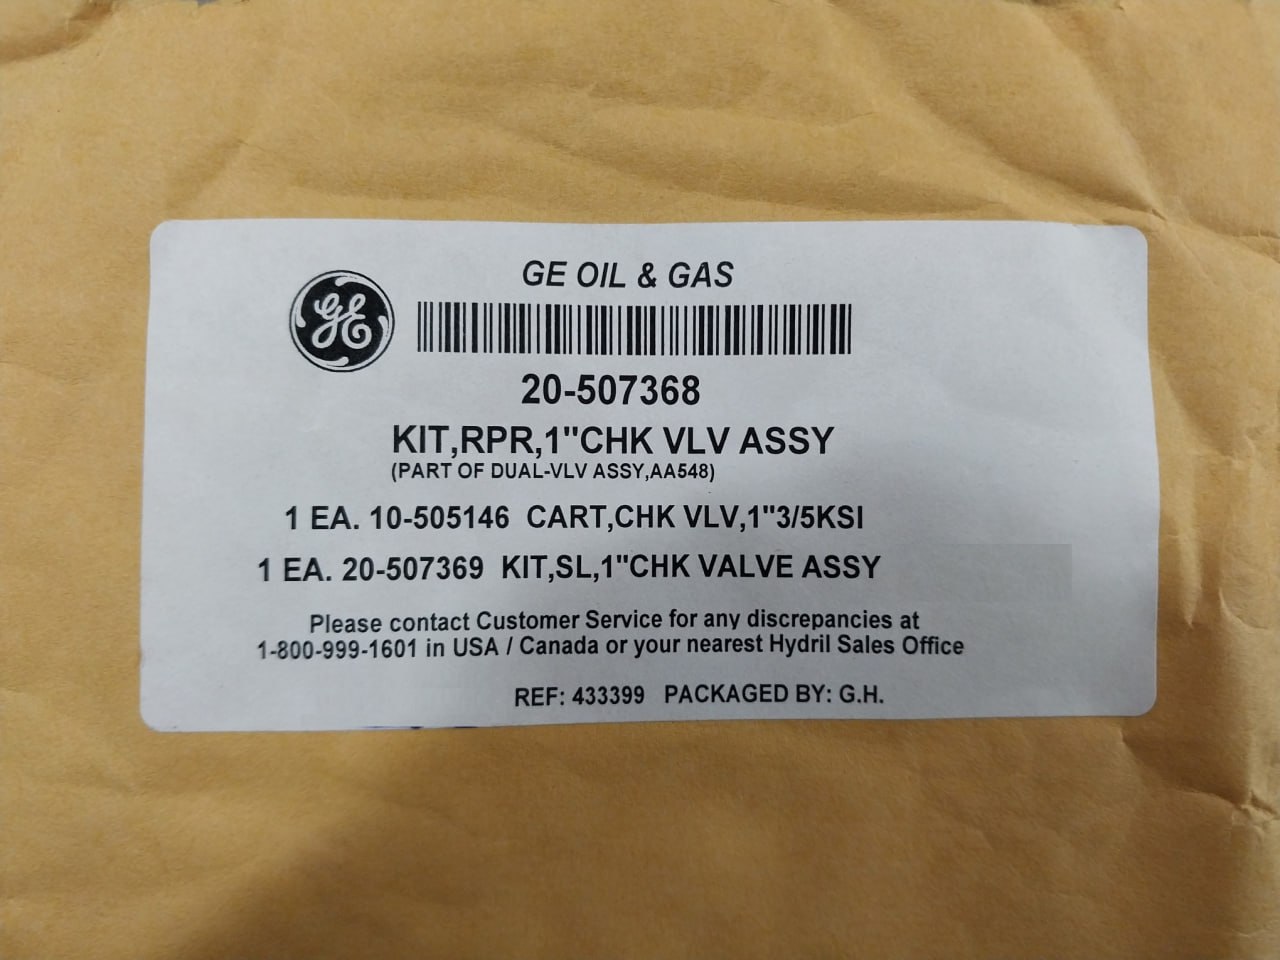 GE OIL & GAS
GE
20-507368
KIT,RPR,1"CHK VLV ASSY
(PART OF DUAL-VLV ASSY,AA548)
1 EA. 10-505146 CART,CHK VLV,1"3/5KSI
1 EA. 20-507369 KIT,SL,1"CHK VALVE ASSY
Please contact Customer Service for any discrepancies at
1-800-999-1601 in USA / Canada or your nearest Hydril Sales Office
REF: 433399 PACKAGED BY: G.H.